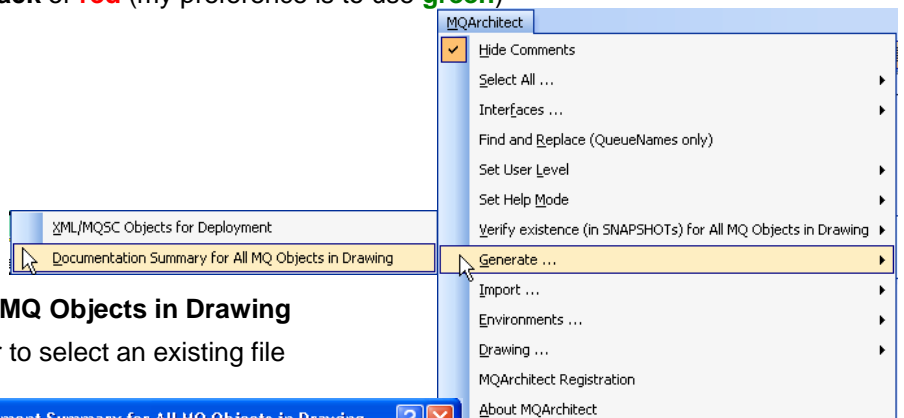 ack or red (my preference is to use green)
MQArchitect
Hide Comments
Select All ...
Interfaces ...
Find and Replace (QueueNames only)
Set User Level
Set Help Mode
Verify existence (in SNAPSHOTs) for All MQ Objects in Drawing
Generate ...
Import ...
Environments ...
Drawing ...
MQArchitect Registration
About MQArchitect
XML/MQSC Objects for Deployment
Documentation Summary for All MQ Objects in Drawing
MQ Objects in Drawing
to select an existing file
Summary for All MQ Objects in Drawing